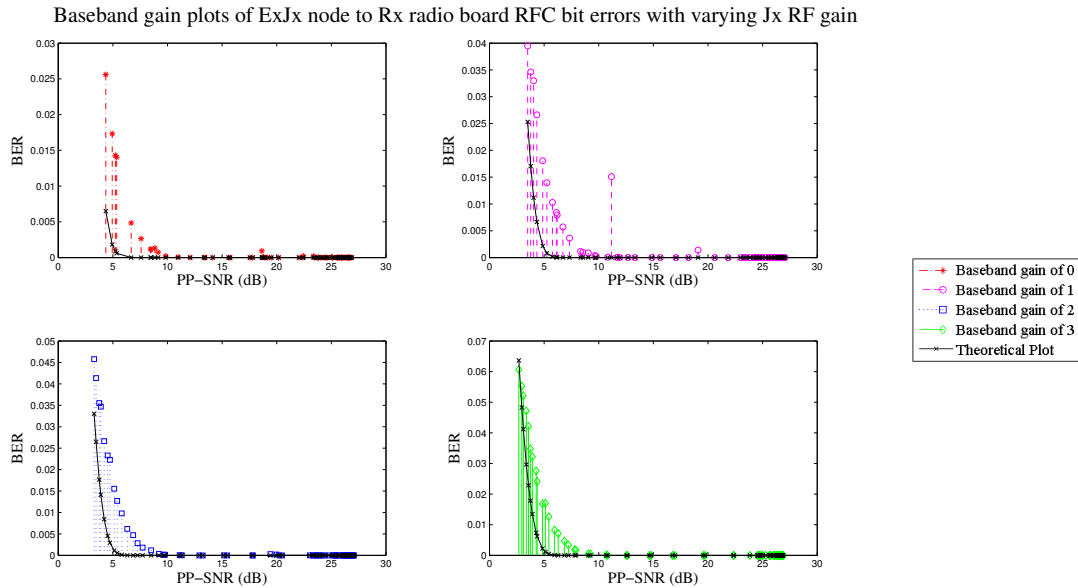 Baseband gain plots of ExJx node to Rx radio board RFC bit errors with varying Jx RF gain
0.03
0.025
0.02
0.015
0.01
0.005
0
BER
0 5 10 15 20 25 30
PP−SNR (dB)
0.04
0.035
0.03
0.025
0.02
0.015
0.01
0.005
0
BER
0 5 10 15 20 25 30
PP−SNR (dB)
Baseband gain of 0
Baseband gain of 1
Baseband gain of 2
Baseband gain of 3
Theoretical Plot
0.05
0.045
0.04
0.035
0.03
0.025
0.02
0.015
0.01
0.005
0
BER
0 5 10 15 20 25 30
PP−SNR (dB)
0.07
0.06
0.05
0.04
0.03
0.02
0.01
0
BER
0 5 10 15 20 25 30
PP−SNR (dB)